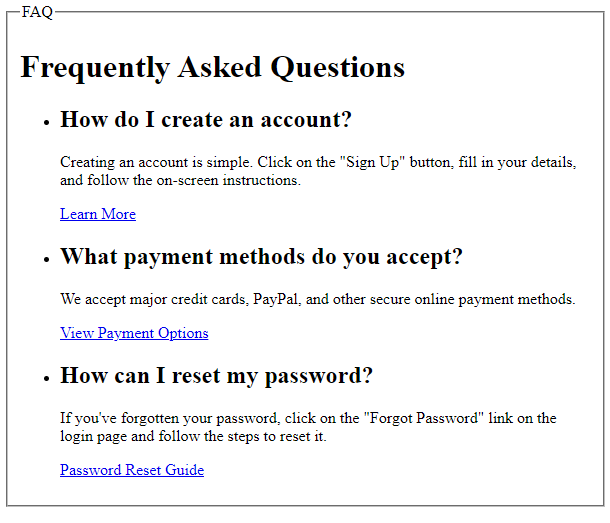 FAQ
Frequently Asked Questions
How do I create an account?
Creating an account is simple. Click on the "Sign Up" button, fill in your details,
and follow the on-screen instructions.
Learn More
What payment methods do you accept?
We accept major credit cards, PayPal, and other secure online payment methods.
View Payment Options
How can I reset my password?
If you've forgotten your password, click on the "Forgot Password" link on the
login page and follow the steps to reset it.
Password Reset Guide